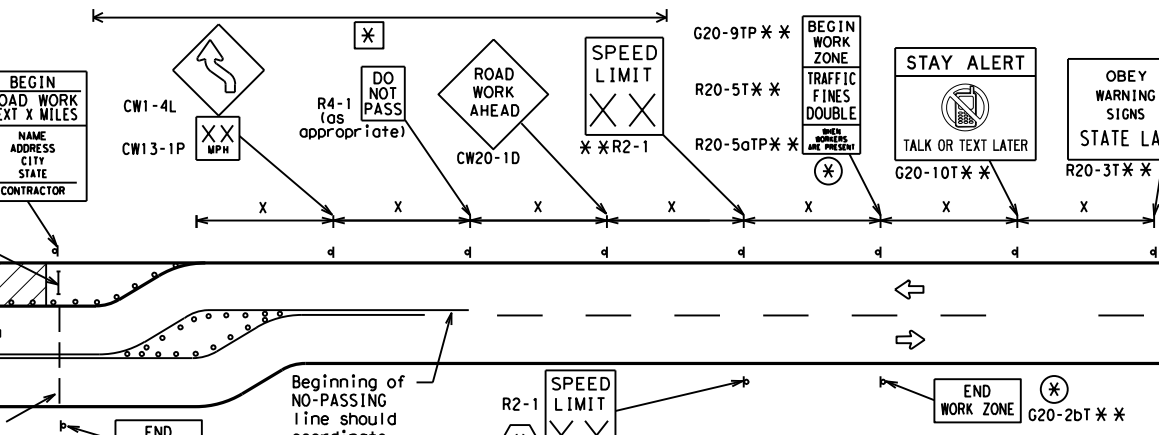 BEGIN
ROAD WORK
NEXT X MILES
NAME
ADDRESS
CITY
STATE
CONTRACTOR
CW1-4L
CW13-1P
XX
MPH
*
R4-1
(as
appropriate)
DO
NOT
PASS
ROAD
WORK
AHEAD
CW20-1D
SPEED
LIMIT
XX
**R2-1
G20-9TP**
R20-5T**
R20-5aTP**
BEGIN
WORK
ZONE
TRAFFIC
FINES
DOUBLE
WHEN
WORKERS
ARE PRESENT
*
STAY ALERT
TALK OR TEXT LATER
G20-10T**
OBEY
WARNING
SIGNS
STATE LA
R20-3T**
X X X X X X X
Beginning of
NO-PASSING
line should
coordinate
R2-1
SPEED
LIMIT
XX
END
WORK ZONE
*
G20-2bT**
END